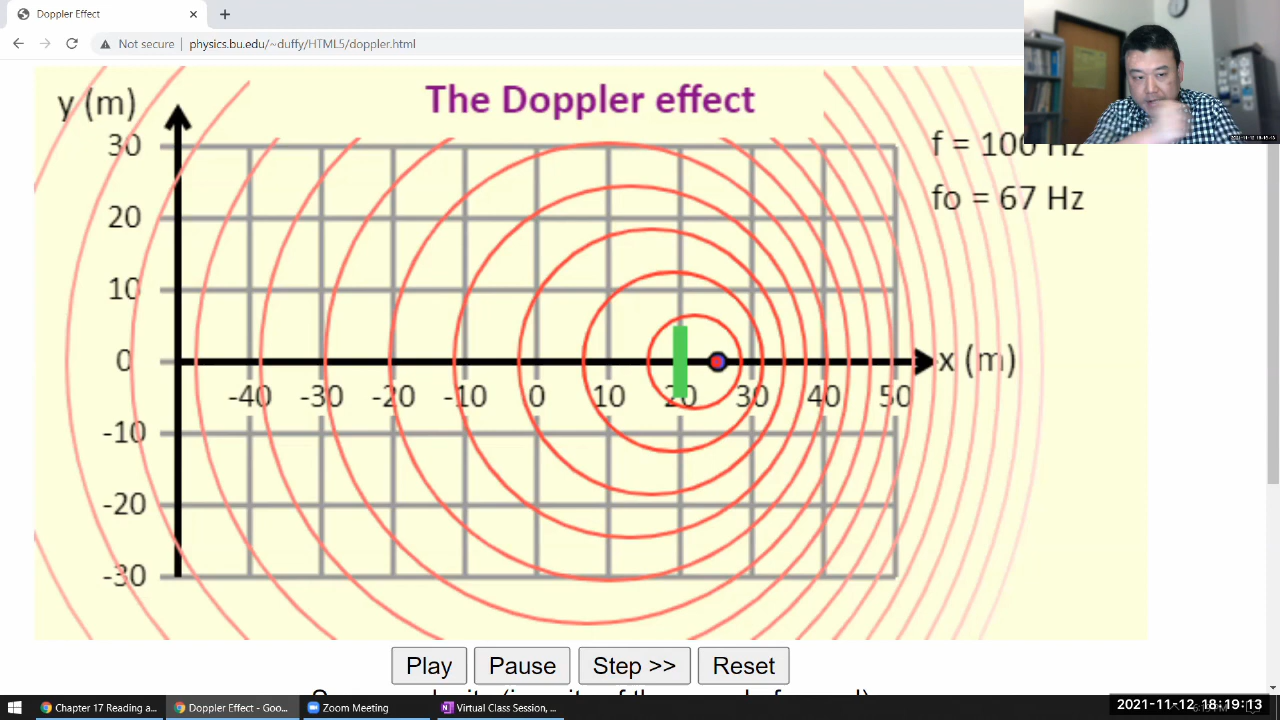 Doppler Effect
Not secure | physics.bu.edu/~duffy/HTML5/doppler.html
The Doppler effect
y (m)
f = 100 Hz
fo = 67 Hz
30
20
10
0
-10
-20
-30
x (m)
-40 -30 -20 -10 0 10 20 30 40 50
Play Pause Step >> Reset
Chapter 17 Reading a...
Doppler Effect - Goo...
Zoom Meeting
Virtual Class Session, ...
2021-11-12 18:19:13